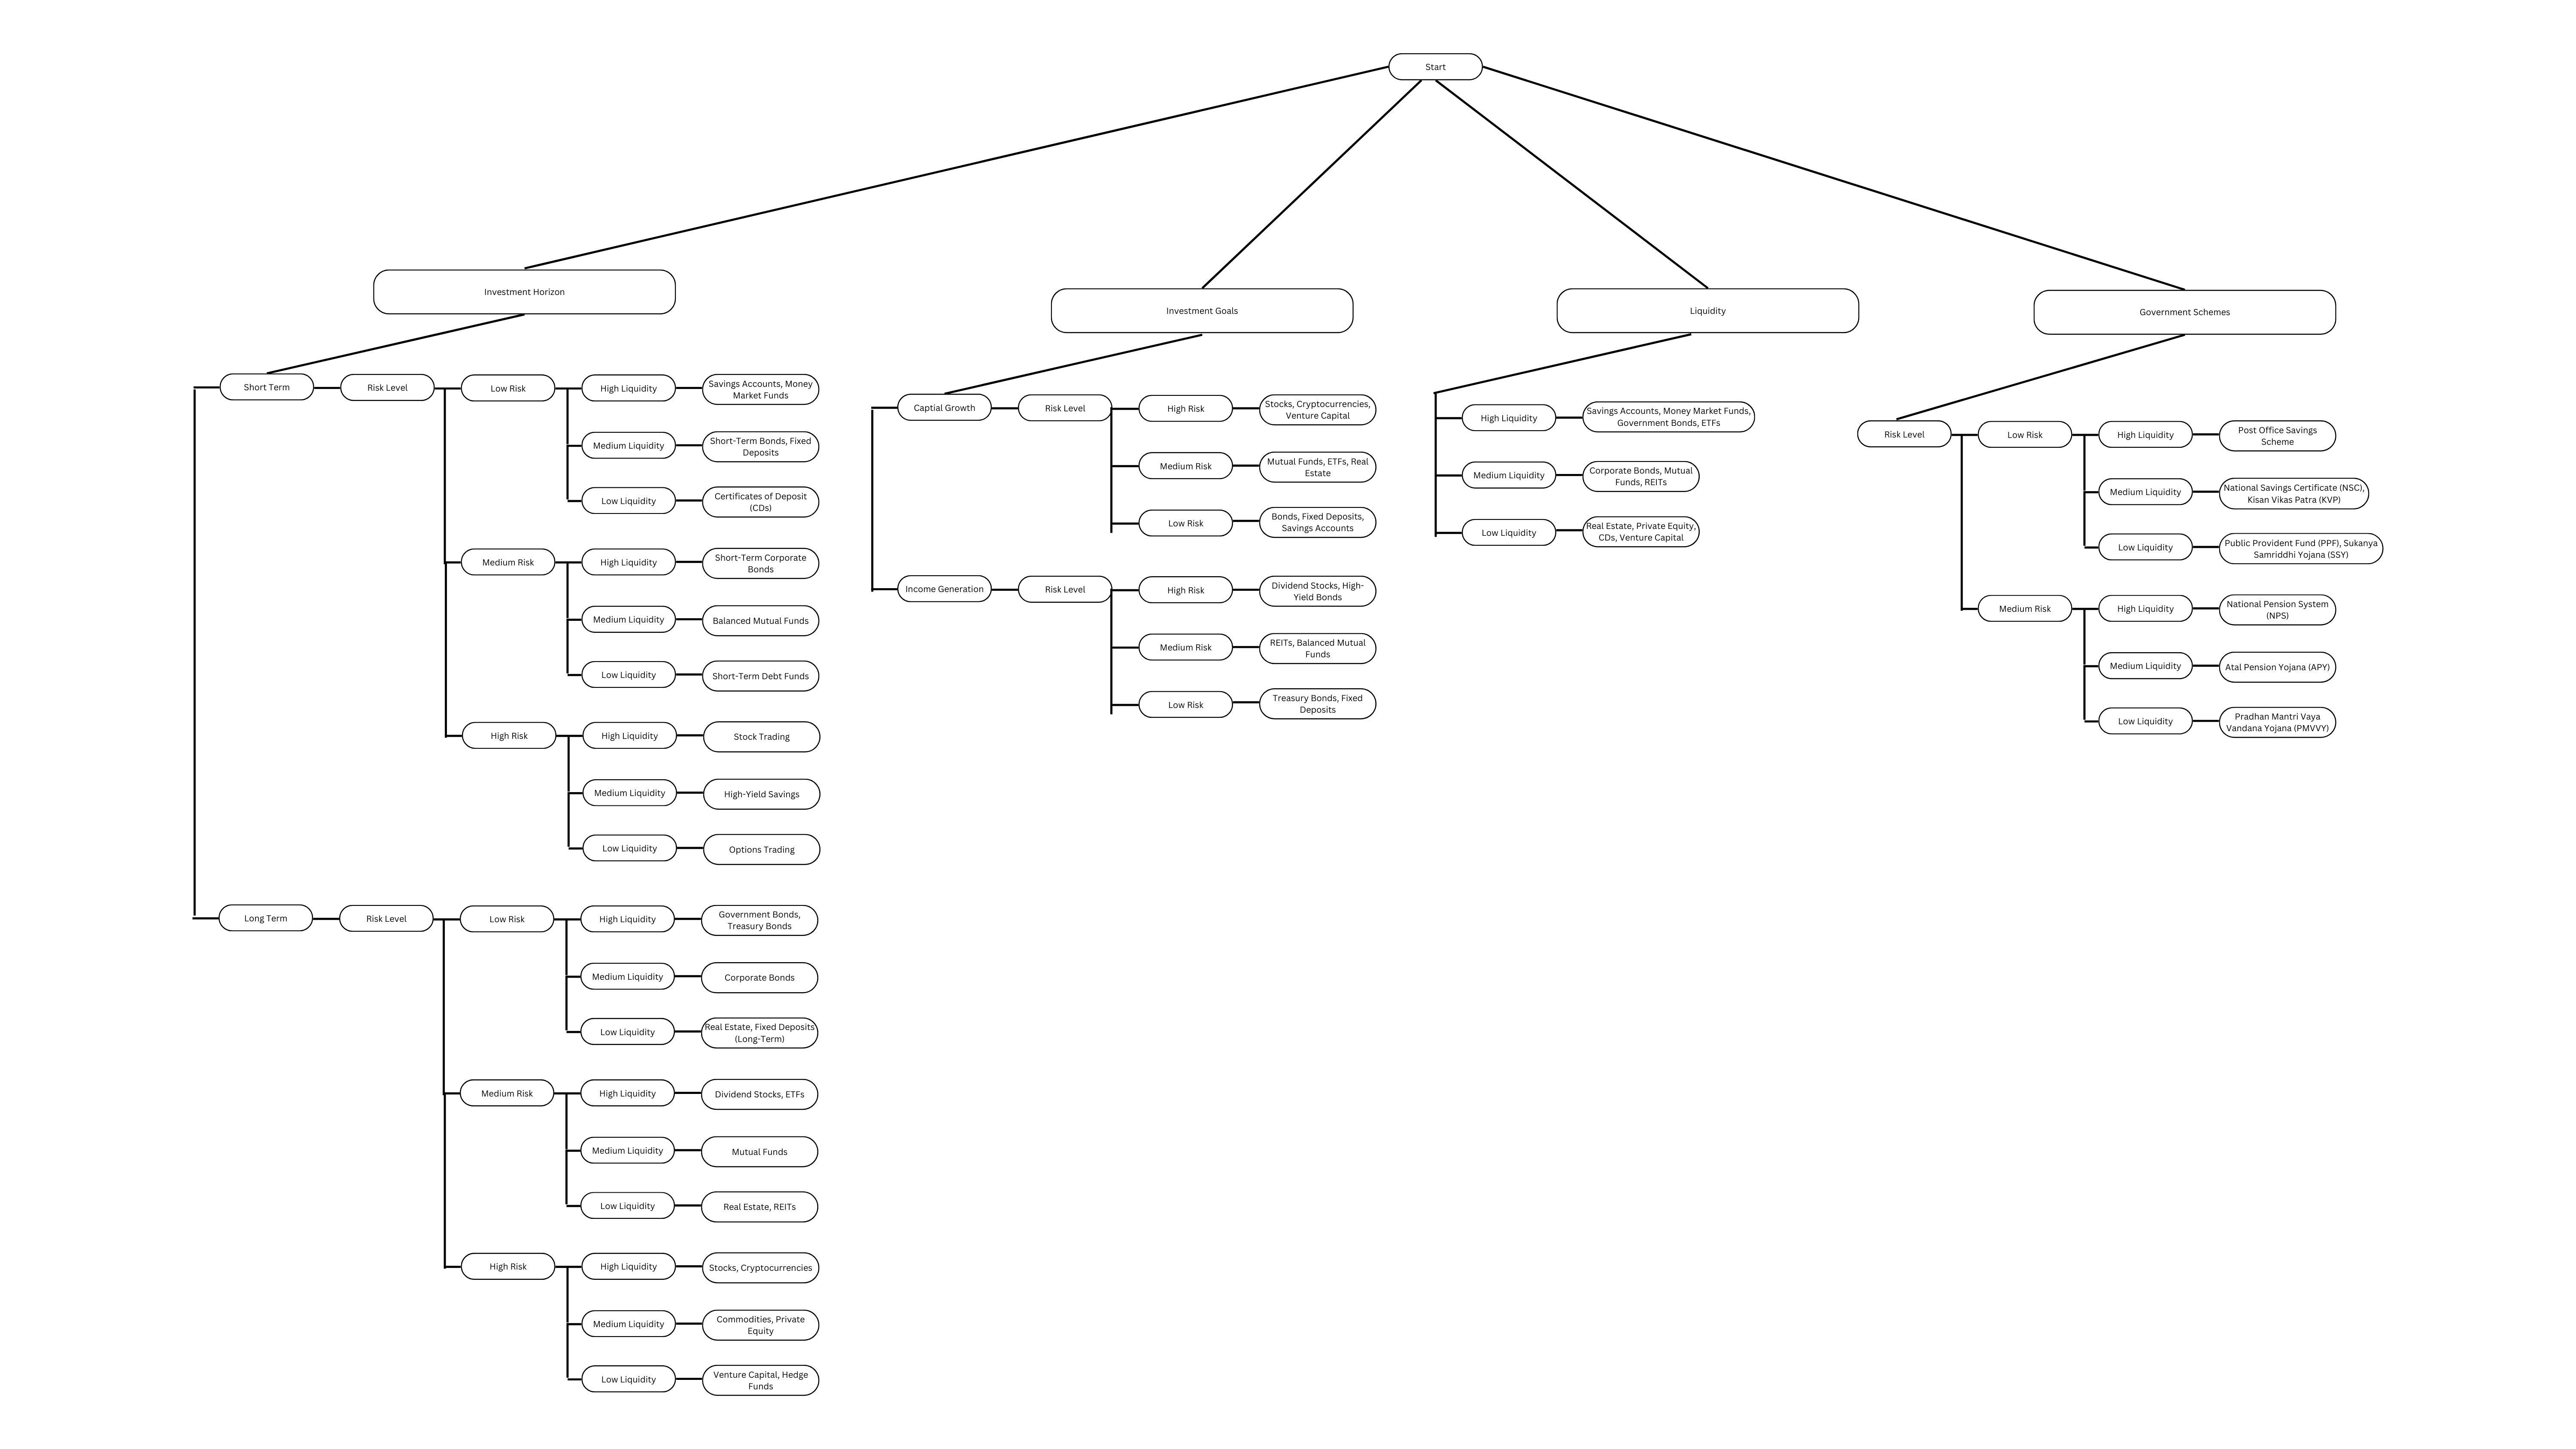 Start
Investment Horizon
Investment Goals
Liquidity
Government Schemes
Short Term
Risk Level
Low Risk
High Liquidity
Savings Accounts, Money
Market Funds
Medium Liquidity
Short-Term Bonds, Fixed
Deposits
Low Liquidity
Certificates of Deposit
(CDs)
Medium Risk
High Liquidity
Short-Term Corporate
Bonds
Medium Liquidity
Balanced Mutual Funds
Low Liquidity
Short-Term Debt Funds
High Risk
High Liquidity
Stock Trading
Medium Liquidity
High-Yield Savings
Low Liquidity
Options Trading
Long Term
Risk Level
Low Risk
High Liquidity
Government Bonds,
Treasury Bonds
Medium Liquidity
Corporate Bonds
Low Liquidity
Real Estate, Fixed Deposits
(Long-Term)
Medium Risk
High Liquidity
Dividend Stocks, ETFs
Medium Liquidity
Mutual Funds
Low Liquidity
Real Estate, REITs
High Risk
High Liquidity
Stocks, Cryptocurrencies
Medium Liquidity
Commodities, Private
Equity
Low Liquidity
Venture Capital, Hedge
Funds
Captial Growth
Risk Level
High Risk
Stocks, Cryptocurrencies,
Venture Capital
Medium Risk
Mutual Funds, ETFs, Real
Estate
Low Risk
Bonds, Fixed Deposits,
Savings Accounts
Income Generation
Risk Level
High Risk
Dividend Stocks, High-
Yield Bonds
Medium Risk
REITs, Balanced Mutual
Funds
Low Risk
Treasury Bonds, Fixed
Deposits
High Liquidity
Savings Accounts, Money Market Funds,
Government Bonds, ETFs
Medium Liquidity
Corporate Bonds, Mutual
Funds, REITs
Low Liquidity
Real Estate, Private Equity,
CDs, Venture Capital
Risk Level
Low Risk
High Liquidity
Post Office Savings
Scheme
Medium Liquidity
National Savings Certificate (NSC),
Kisan Vikas Patra (KVP)
Low Liquidity
Public Provident Fund (PPF), Sukanya
Samriddhi Yojana (SSY)
Medium Risk
High Liquidity
National Pension System
(NPS)
Medium Liquidity
Atal Pension Yojana (APY)
Low Liquidity
Pradhan Mantri Vaya
Vandana Yojana (PMVVY)